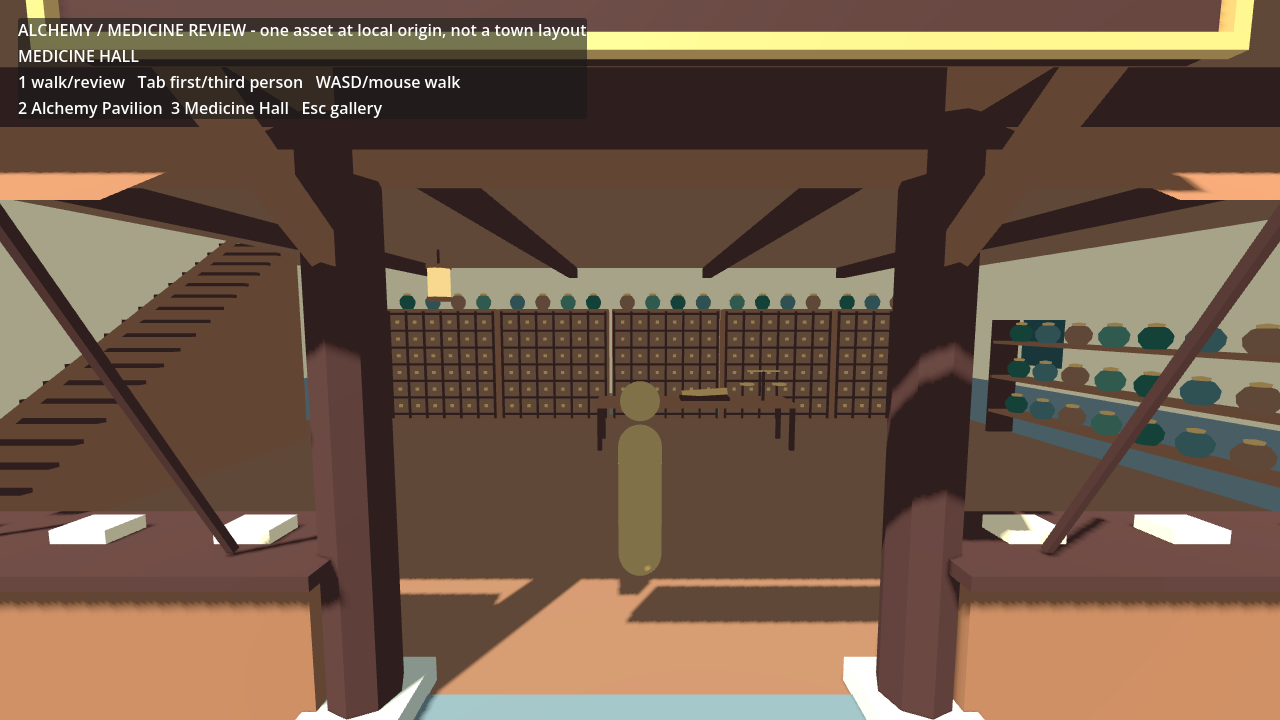 ALCHEMY / MEDICINE REVIEW - one asset at local origin, not a town layout
MEDICINE HALL
1 walk/review   Tab first/third person   WASD/mouse walk
2 Alchemy Pavilion  3 Medicine Hall   Esc gallery